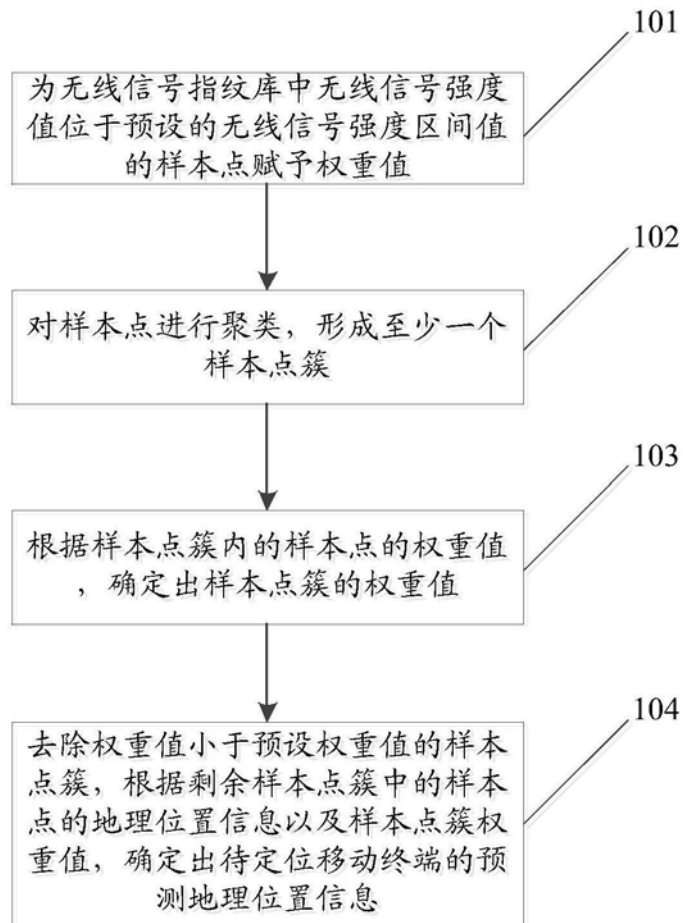 101
为无线信号指纹库中无线信号强度
值位于预设的无线信号强度区间值
的样本点赋予权重值
102
对样本点进行聚类，形成至少一个
样本点簇
103
根据样本点簇内的样本点的权重值
，确定出样本点簇的权重值
104
去除权重值小于预设权重值的样本
点簇，根据剩余样本点簇中的样本
点的地理位置信息以及样本点簇权
重值，确定出待定位移动终端的预
测地理位置信息